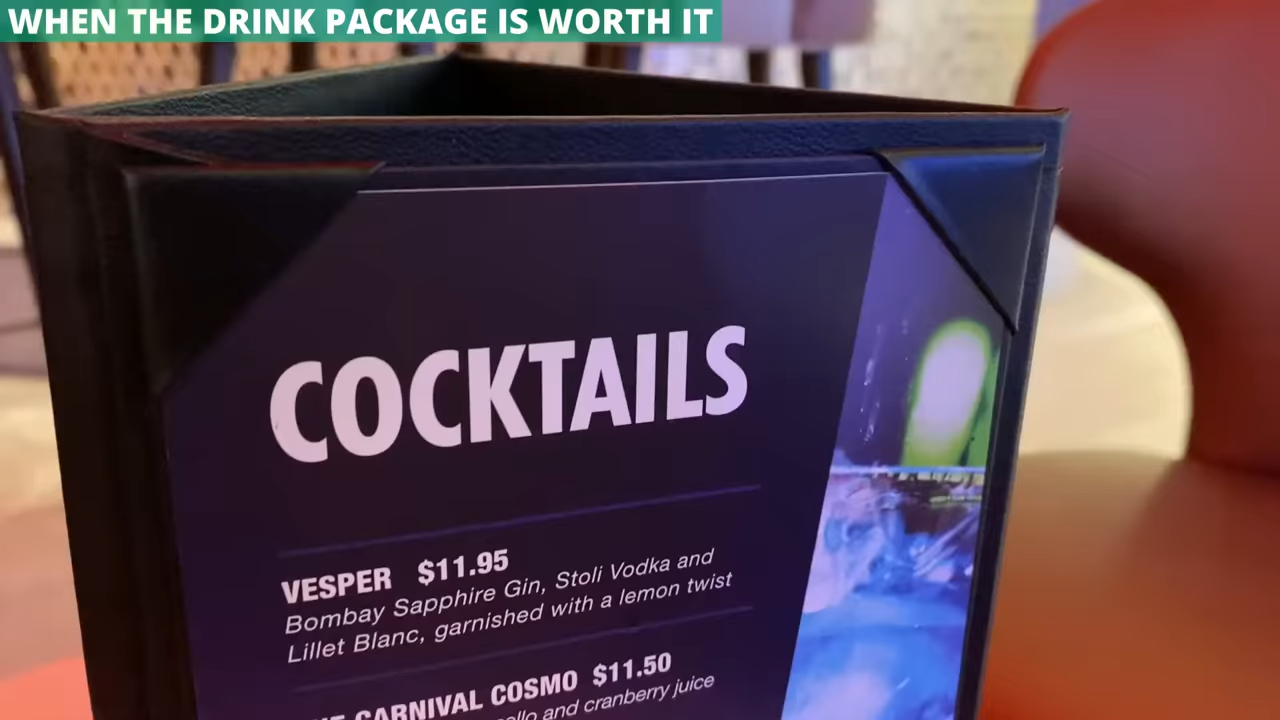 WHEN THE DRINK PACKAGE IS WORTH IT
COCKTAILS
VESPER $11.95
Bombay Sapphire Gin, Stoli Vodka and
Lillet Blanc, garnished with a lemon twist
CARNIVAL COSMO $11.50
and cranberry juice